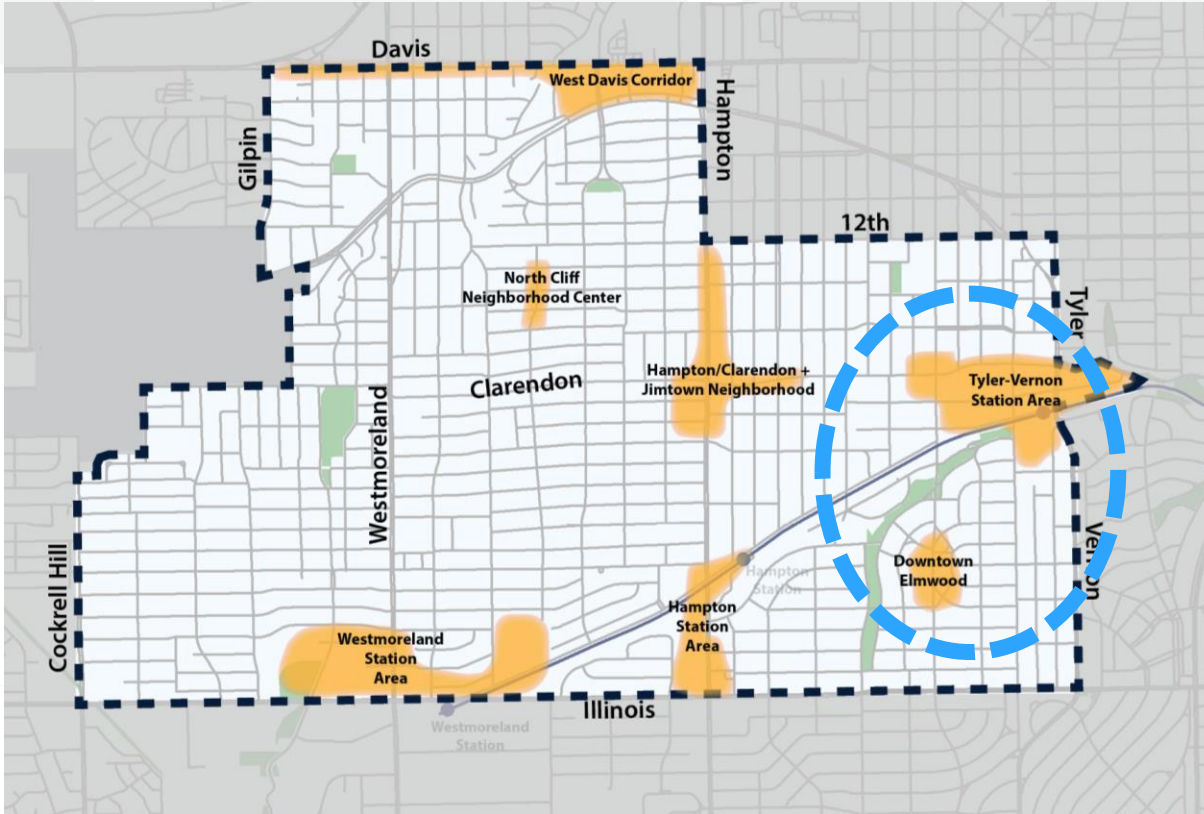 Davis
West Davis Corridor
Gilpin
Hampton
12th
North Cliff
Neighborhood Center
Tyler
Hampton/Clarendon +
Jimtown Neighborhood
Clarendon
Tyler-Vernon
Station Area
Westmoreland
Vernon
Downtown
Elmwood
Hampton
Station
Hampton
Station
Area
Cockrell Hill
Westmoreland
Station
Area
Illinois
Westmoreland
Station